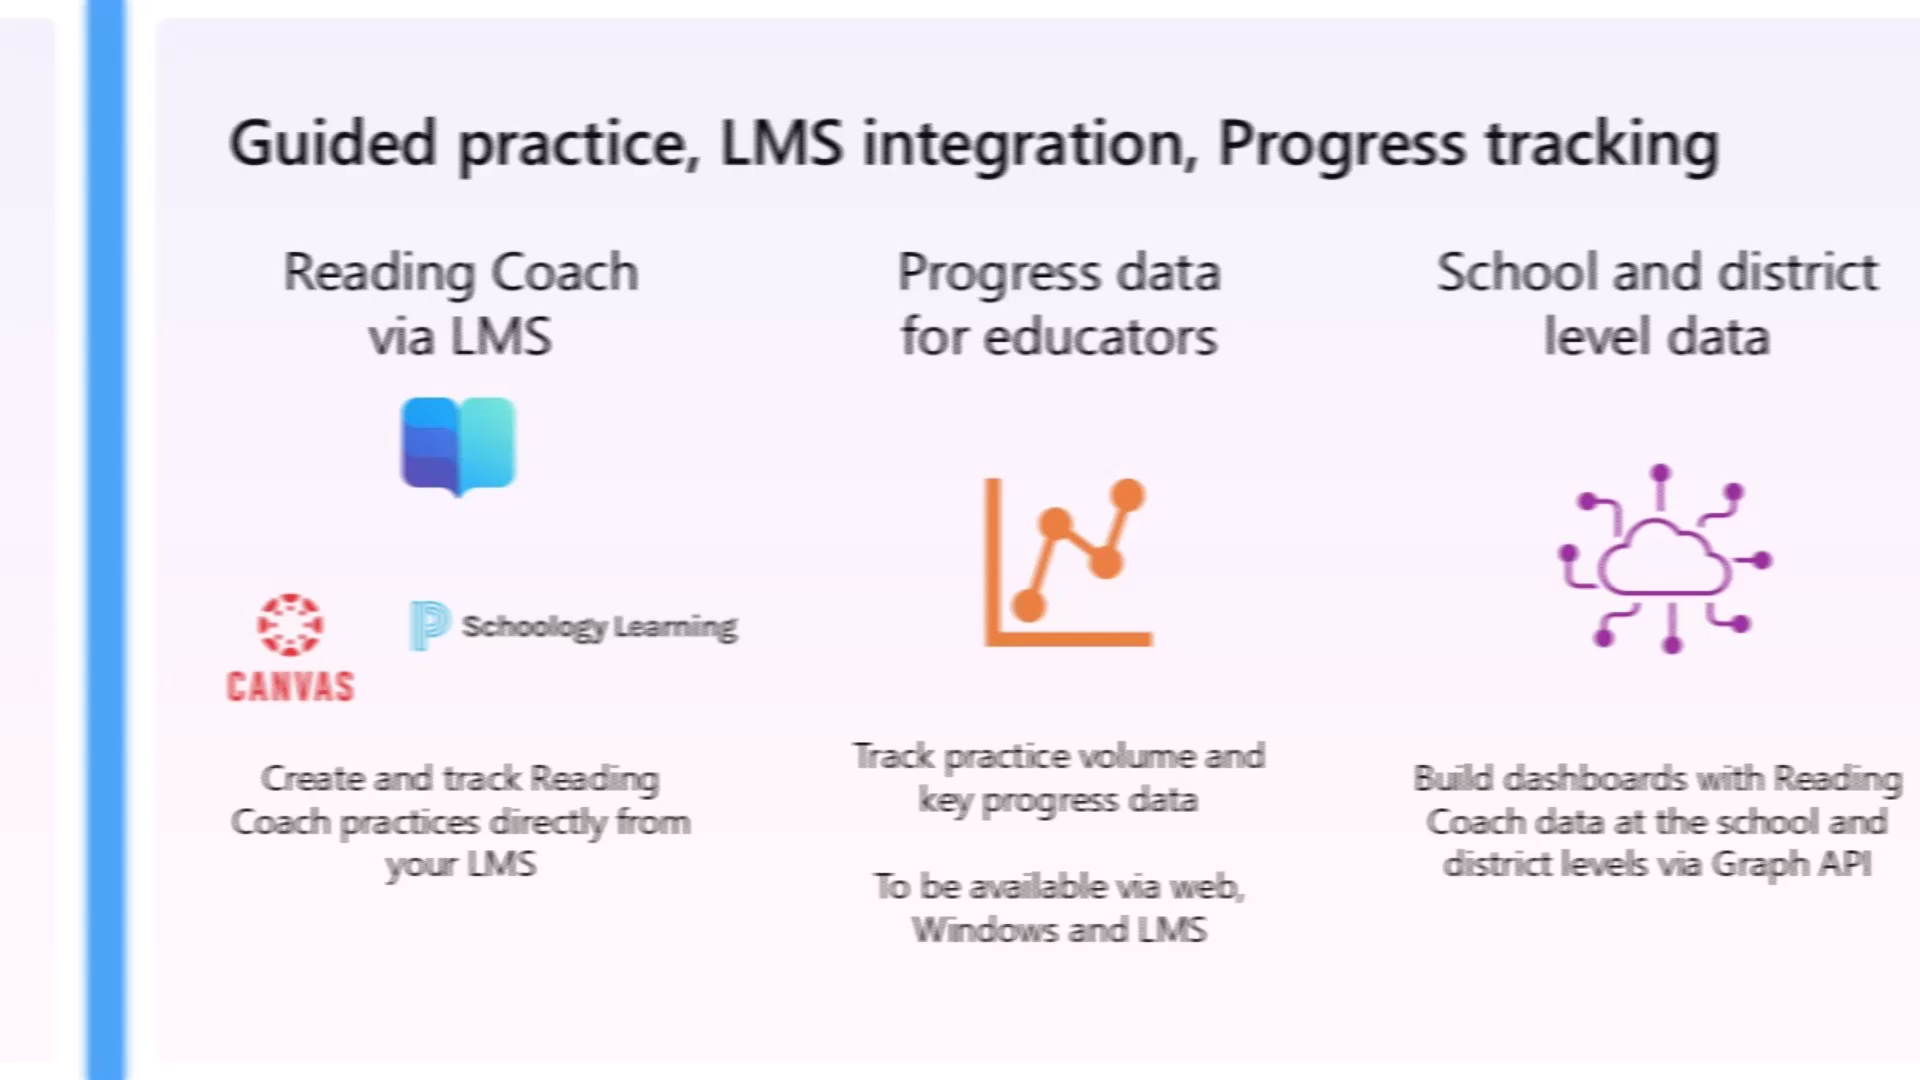 Guided practice, LMS integration, Progress tracking
Reading Coach
via LMS
CANVAS
Schoology Learning
Create and track Reading
Coach practices directly from
your LMS
Progress data
for educators
Track practice volume and
key progress data
To be available via web,
Windows and LMS
School and district
level data
Build dashboards with Reading
Coach data at the school and
district levels via Graph API